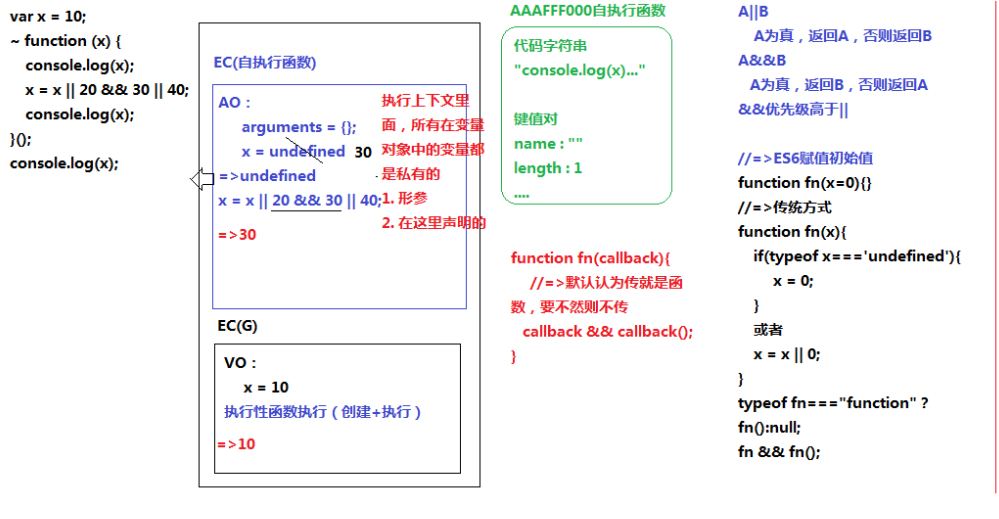 var x = 10;
~ function (x) {
console.log(x);
x = x || 20 && 30 || 40;
console.log(x);
}();
console.log(x);
EC(自执行函数)
AO：
arguments = {};
x = undefined 30
=>undefined
x = x || 20 && 30 || 40;
=>30
执行上下文里
面，所有在变量
对象中的变量都
是私有的
1. 形参
2. 在这里声明的
EC(G)
VO：
x = 10
执行性函数执行（创建+执行）
=>10
AAAFFF000自执行函数
代码字符串
"console.log(x)..."
键值对
name : ""
length : 1
....
function fn(callback){
//=>默认认为传就是函
数，要不然则不传
callback && callback();
}
A||B
A为真，返回A，否则返回B
A&&B
A为真，返回B，否则返回A
&&优先级高于||
//=>ES6赋值初始值
function fn(x=0){}
//=>传统方式
function fn(x){
if(typeof x==='undefined'){
x = 0;
}
或者
x = x || 0;
}
typeof fn==="function" ?
fn():null;
fn && fn();